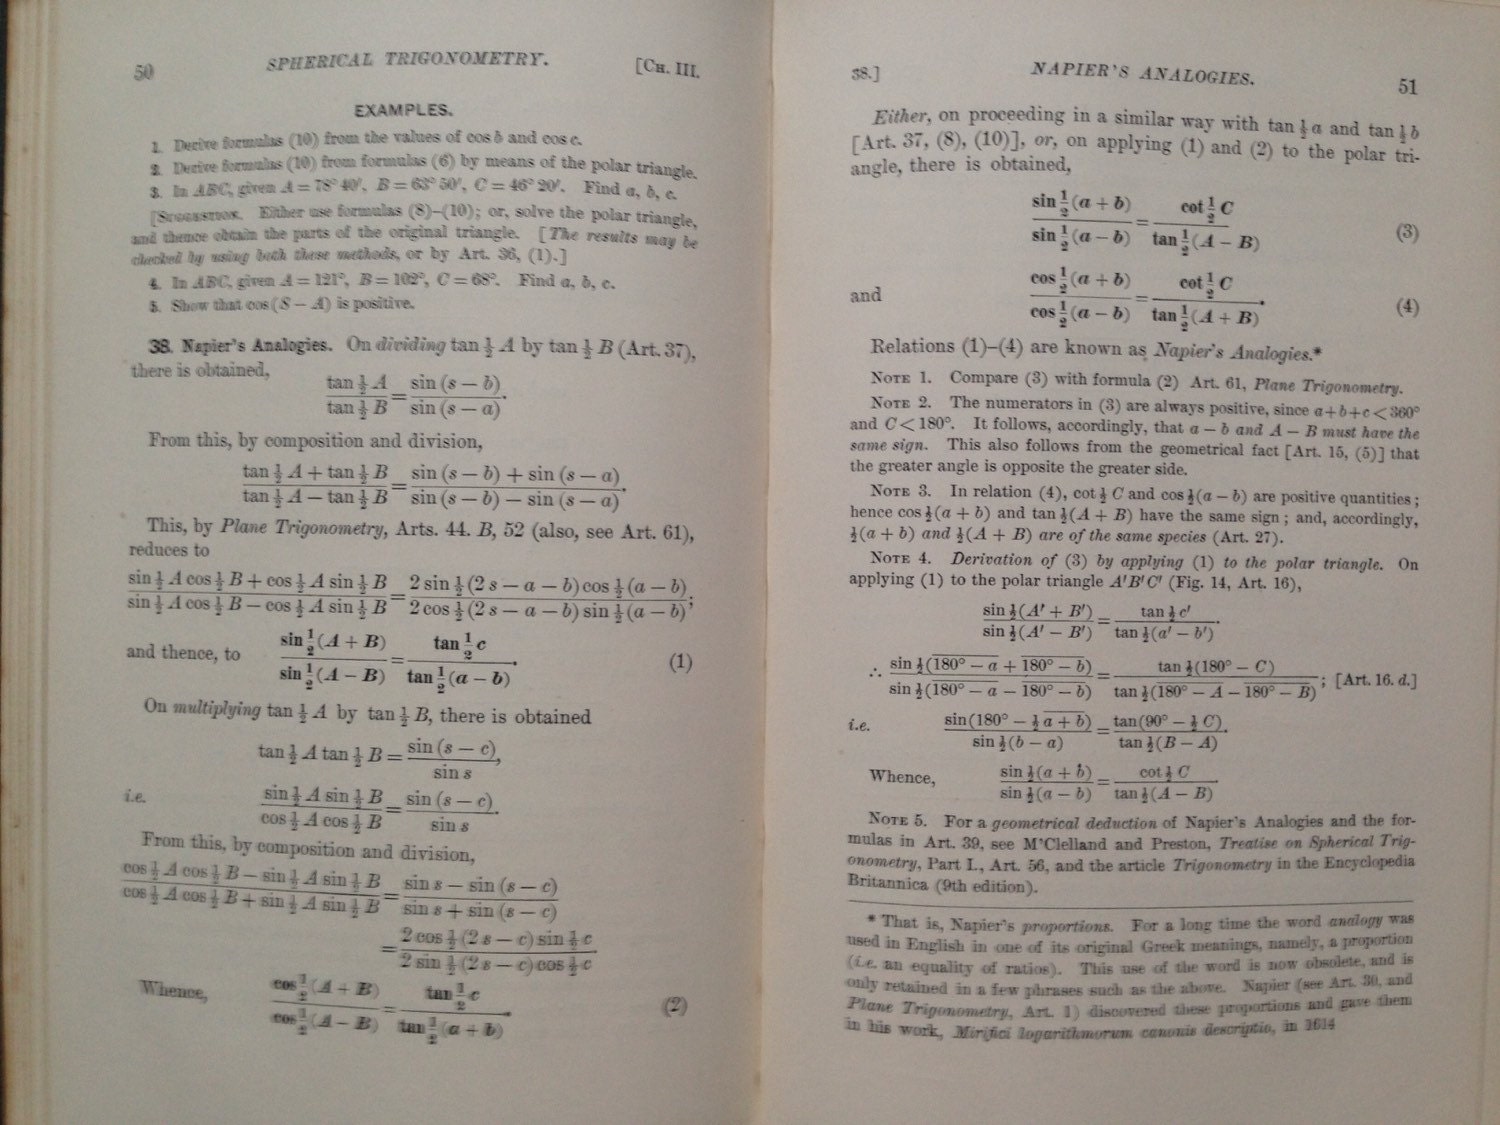 50 SPHERICAL TRIGONOMETRY. [CH. III.
EXAMPLES.
1. Derive formulas (10) from the values of cos b and cos c.
2. Derive formulas (10) from formulas (6) by means of the polar triangle.
3. In ABC, given A = 78° 40′, B = 63° 50′, C = 46° 20′. Find a, b, c.
[SUGGESTION. Either use formulas (8)–(10); or, solve the polar triangle,
and thence obtain the parts of the original triangle. [The results may be
checked by using both these methods, or by Art. 36, (1).]
4. In ABC, given A = 121°, B = 102°, C = 68°. Find a, b, c.
5. Show that cos (S − A) is positive.
38. Napier's Analogies. On dividing tan ½ A by tan ½ B (Art. 37),
there is obtained,
tan ½ A / tan ½ B = sin (s − b) / sin (s − a).
From this, by composition and division,
(tan ½ A + tan ½ B) / (tan ½ A − tan ½ B) = (sin (s − b) + sin (s − a)) / (sin (s − b) − sin (s − a)).
This, by Plane Trigonometry, Arts. 44. B, 52 (also, see Art. 61),
reduces to
(sin ½ A cos ½ B + cos ½ A sin ½ B) / (sin ½ A cos ½ B − cos ½ A sin ½ B) = (2 sin ½ (2 s − a − b) cos ½ (a − b)) / (2 cos ½ (2 s − a − b) sin ½ (a − b));
and thence, to sin ½ (A + B) / sin ½ (A − B) = tan ½ c / tan ½ (a − b). (1)
On multiplying tan ½ A by tan ½ B, there is obtained
tan ½ A tan ½ B = sin (s − c) / sin s,
i.e. sin ½ A sin ½ B / cos ½ A cos ½ B = sin (s − c) / sin s.
From this, by composition and division,
(cos ½ A cos ½ B − sin ½ A sin ½ B) / (cos ½ A cos ½ B + sin ½ A sin ½ B) = (sin s − sin (s − c)) / (sin s + sin (s − c))
= (2 cos ½ (2 s − c) sin ½ c) / (2 sin ½ (2 s − c) cos ½ c)
Whence, cos ½ (A + B) / cos ½ (A − B) = tan ½ c / tan ½ (a + b). (2)
38.] NAPIER'S ANALOGIES. 51
Either, on proceeding in a similar way with tan ½ a and tan ½ b
[Art. 37, (8), (10)], or, on applying (1) and (2) to the polar tri-
angle, there is obtained,
sin ½ (a + b) / sin ½ (a − b) = cot ½ C / tan ½ (A − B) (3)
and cos ½ (a + b) / cos ½ (a − b) = cot ½ C / tan ½ (A + B). (4)
Relations (1)–(4) are known as Napier's Analogies.*
NOTE 1. Compare (3) with formula (2) Art. 61, Plane Trigonometry.
NOTE 2. The numerators in (3) are always positive, since a + b + c < 360°
and C < 180°. It follows, accordingly, that a − b and A − B must have the
same sign. This also follows from the geometrical fact [Art. 15, (5)] that
the greater angle is opposite the greater side.
NOTE 3. In relation (4), cot ½ C and cos ½ (a − b) are positive quantities;
hence cos ½ (a + b) and tan ½ (A + B) have the same sign; and, accordingly,
½ (a + b) and ½ (A + B) are of the same species (Art. 27).
NOTE 4. Derivation of (3) by applying (1) to the polar triangle. On
applying (1) to the polar triangle A′B′C′ (Fig. 14, Art. 16),
sin ½ (A′ + B′) / sin ½ (A′ − B′) = tan ½ c′ / tan ½ (a′ − b′).
∴ sin ½ (180° − a + 180° − b) / sin ½ (180° − a − 180° − b) = tan ½ (180° − C) / tan ½ (180° − A − 180° − B); [Art. 16. d.]
i.e. sin (180° − ½ a + b) / sin ½ (b − a) = tan (90° − ½ C) / tan ½ (B − A).
Whence, sin ½ (a + b) / sin ½ (a − b) = cot ½ C / tan ½ (A − B)
NOTE 5. For a geometrical deduction of Napier's Analogies and the for-
mulas in Art. 39, see M'Clelland and Preston, Treatise on Spherical Trig-
onometry, Part I., Art. 56, and the article Trigonometry in the Encyclopedia
Britannica (9th edition).
* That is, Napier's proportions. For a long time the word analogy was
used in English in one of its original Greek meanings, namely, a proportion
(i.e. an equality of ratios). This use of the word is now obsolete, and is
only retained in a few phrases such as the above. Napier (see Art. 30, and
Plane Trigonometry, Art. 1) discovered these proportions and gave them
in his work, Mirifici logarithmorum canonis descriptio, in 1614